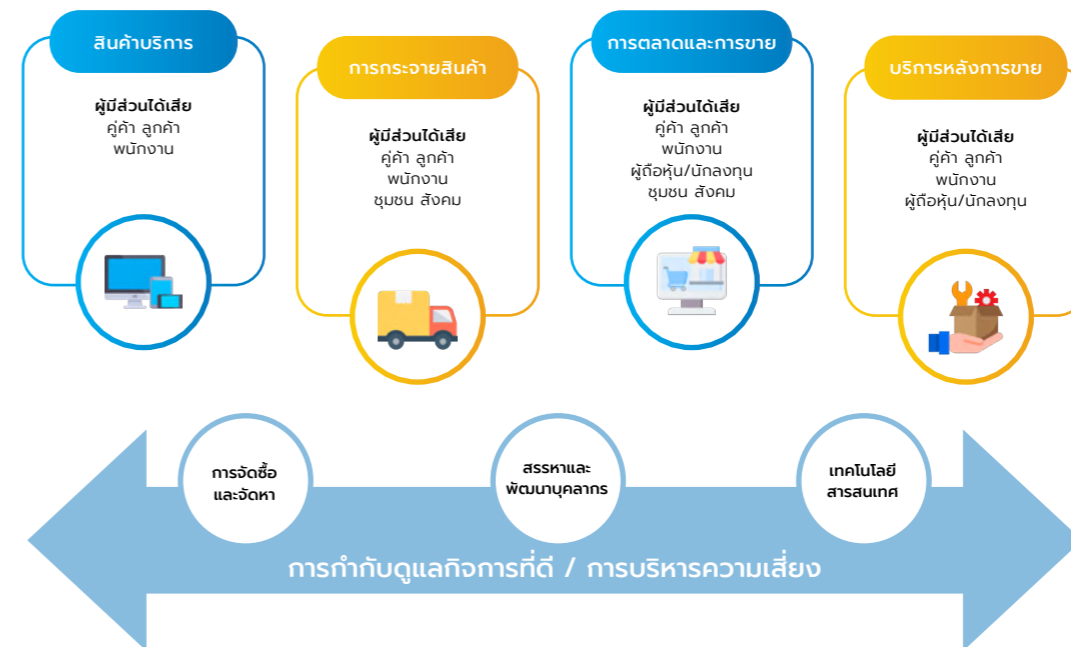 สินค้าบริการ
ผู้มีส่วนได้เสีย
คู่ค้า ลูกค้า
พนักงาน
การกระจายสินค้า
ผู้มีส่วนได้เสีย
คู่ค้า ลูกค้า
พนักงาน
ชุมชน สังคม
การตลาดและการขาย
ผู้มีส่วนได้เสีย
คู่ค้า ลูกค้า
พนักงาน
ผู้ถือหุ้น/นักลงทุน
ชุมชน สังคม
บริการหลังการขาย
ผู้มีส่วนได้เสีย
คู่ค้า ลูกค้า
พนักงาน
ผู้ถือหุ้น/นักลงทุน
การจัดซื้อ
และจัดหา
สรรหาและ
พัฒนาบุคลากร
เทคโนโลยี
สารสนเทศ
การกำกับดูแลกิจการที่ดี / การบริหารความเสี่ยง